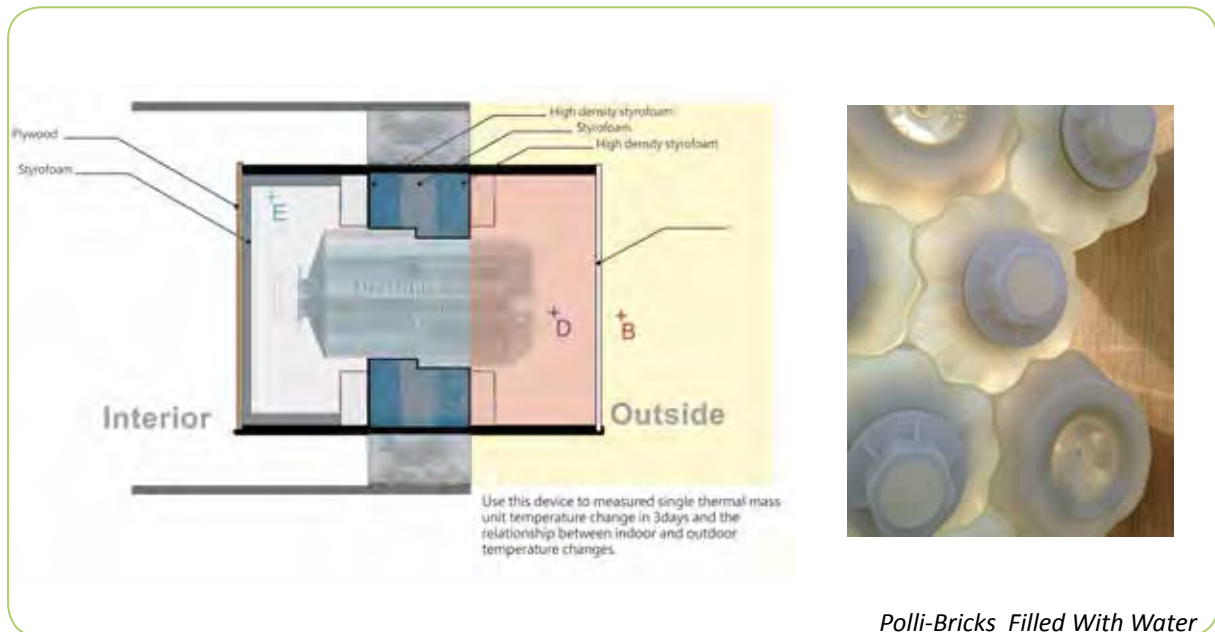 High density styrofoam
Styrofoam
High density styrofoam
Plywood
Styrofoam
E
D
B
Interior
Outside
Use this device to measured single thermal mass
unit temperature change in 3days and the
relationship between indoor and outdoor
temperature changes.
Polli-Bricks Filled With Water